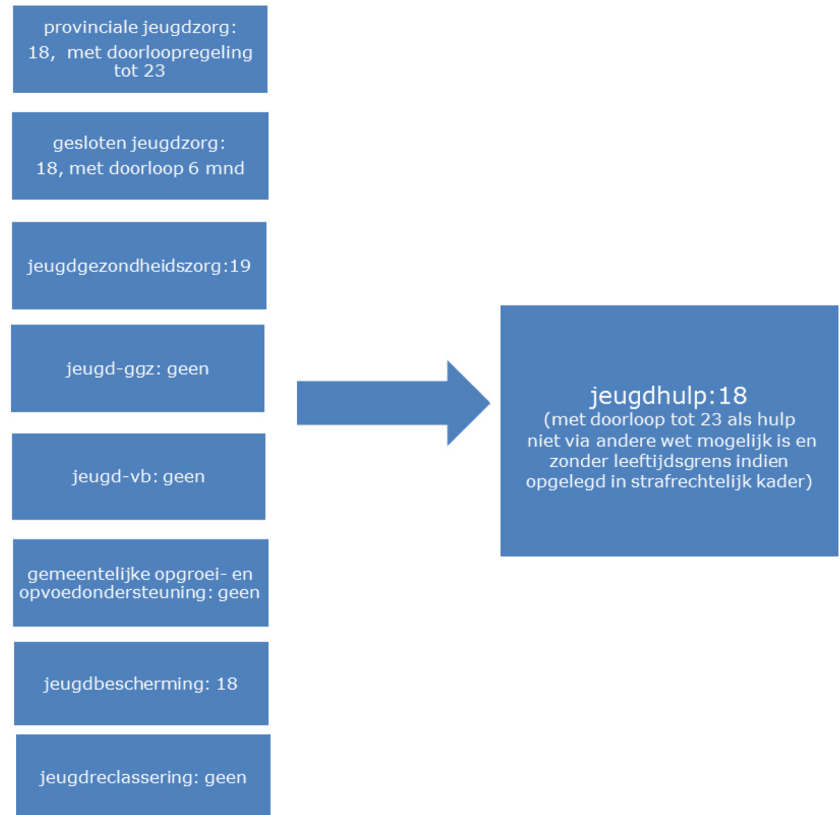 provinciale jeugdzorg:
18, met doorloopregeling
tot 23
gesloten jeugdzorg:
18, met doorloop 6 mnd
jeugdgezondheidszorg:19
jeugd-ggz: geen
jeugd-vb: geen
gemeentelijke opgroei- en
opvoedondersteuning: geen
jeugdbescherming: 18
jeugdreclassering: geen
jeugdhulp:18
(met doorloop tot 23 als hulp
niet via andere wet mogelijk is en
zonder leeftijdsgrens indien
opgelegd in strafrechtelijk kader)